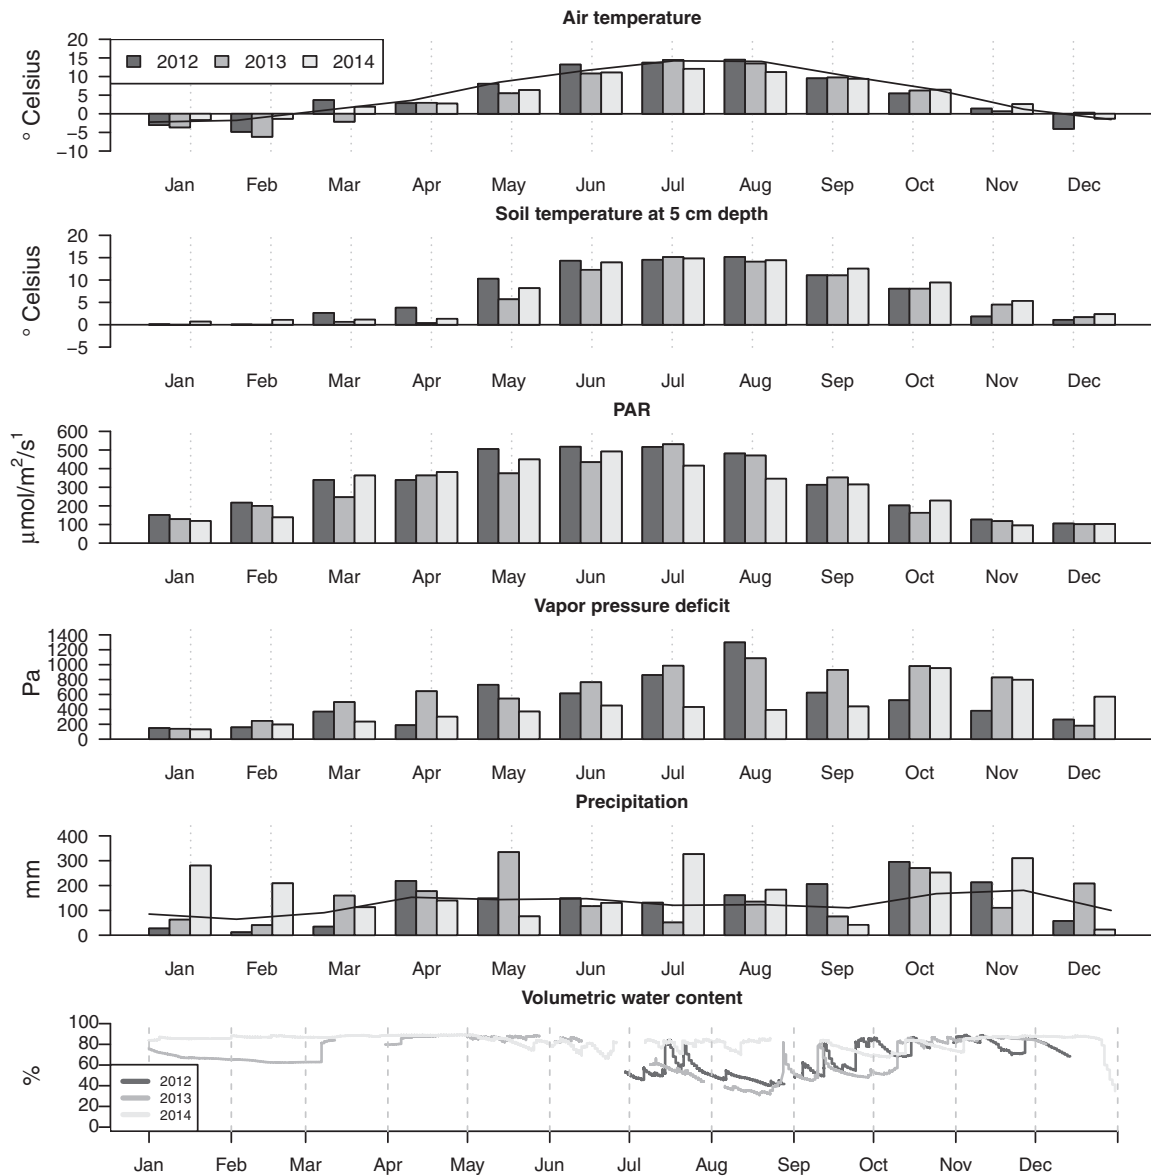 Air temperature
° Celsius
20
15
10
5
0
−5
−10
2012 2013 2014
Jan Feb Mar Apr May Jun Jul Aug Sep Oct Nov Dec
Soil temperature at 5 cm depth
° Celsius
20
15
10
5
0
−5
Jan Feb Mar Apr May Jun Jul Aug Sep Oct Nov Dec
PAR
μmol/m²/s¹
600
500
400
300
200
100
0
Jan Feb Mar Apr May Jun Jul Aug Sep Oct Nov Dec
Vapor pressure deficit
Pa
1400
1200
1000
800
600
400
200
0
Jan Feb Mar Apr May Jun Jul Aug Sep Oct Nov Dec
Precipitation
mm
400
300
200
100
0
Jan Feb Mar Apr May Jun Jul Aug Sep Oct Nov Dec
Volumetric water content
%
100
80
60
40
20
0
2012
2013
2014
Jan Feb Mar Apr May Jun Jul Aug Sep Oct Nov Dec